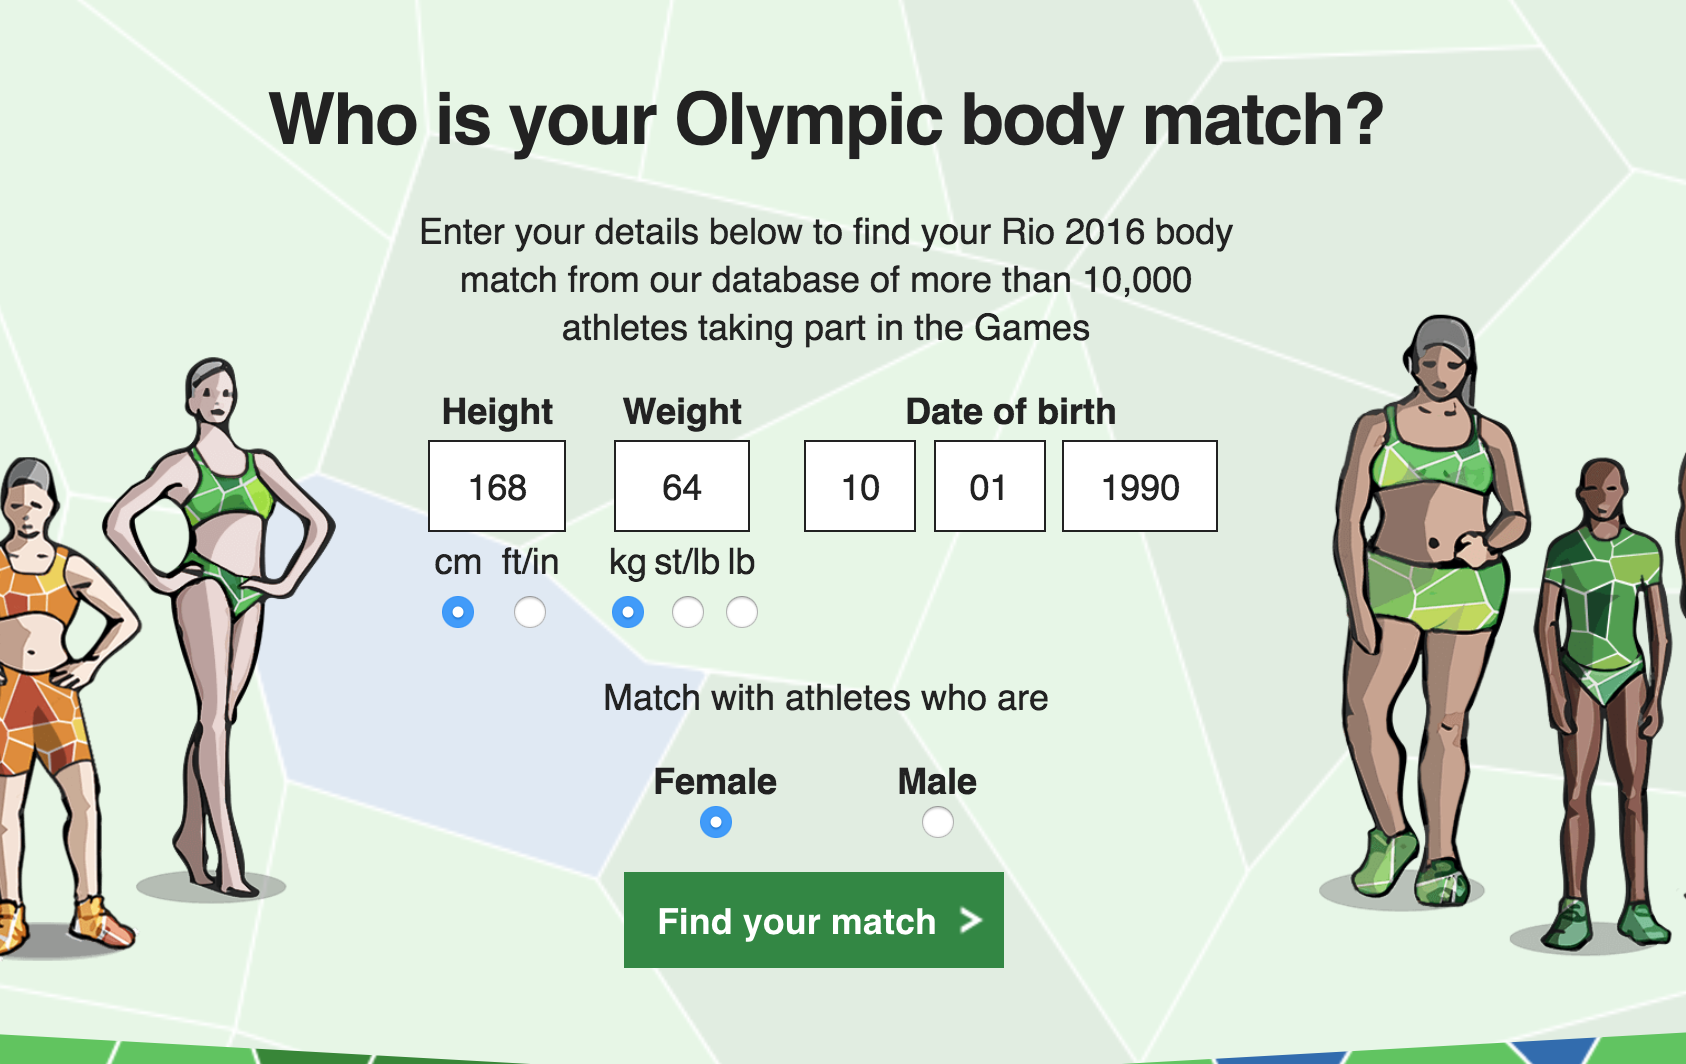 Who is your Olympic body match?
Enter your details below to find your Rio 2016 body
match from our database of more than 10,000
athletes taking part in the Games
Height Weight Date of birth
168 64 10 01 1990
cm ft/in kg st/lb lb
Match with athletes who are
Female Male
Find your match >